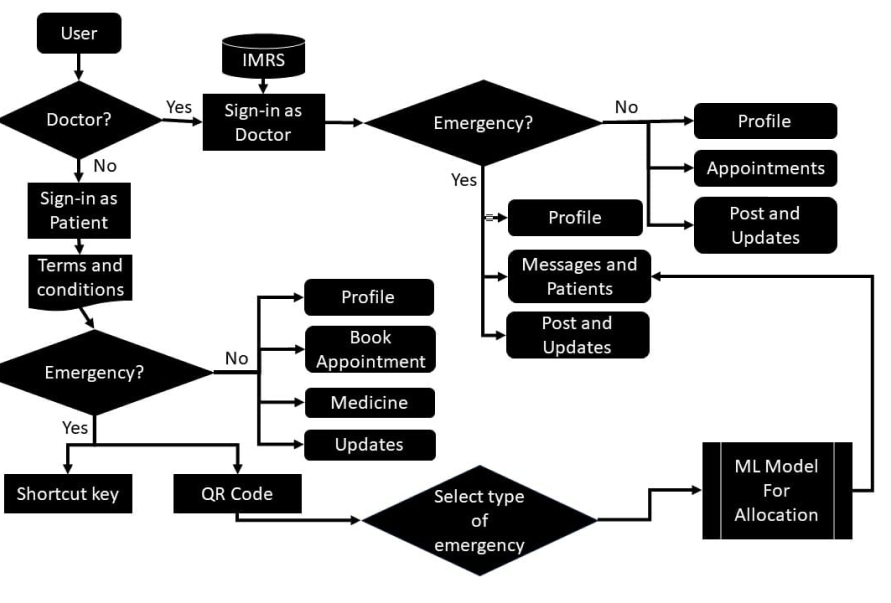 User
IMRS
Doctor?
Yes
Sign-in as
Doctor
Emergency?
No
Profile
Appointments
Post and
Updates
Yes
Profile
Messages and
Patients
Post and
Updates
No
Sign-in as
Patient
Terms and
conditions
Emergency?
No
Profile
Book
Appointment
Medicine
Updates
Yes
Shortcut key
QR Code
Select type
of
emergency
ML Model
For
Allocation